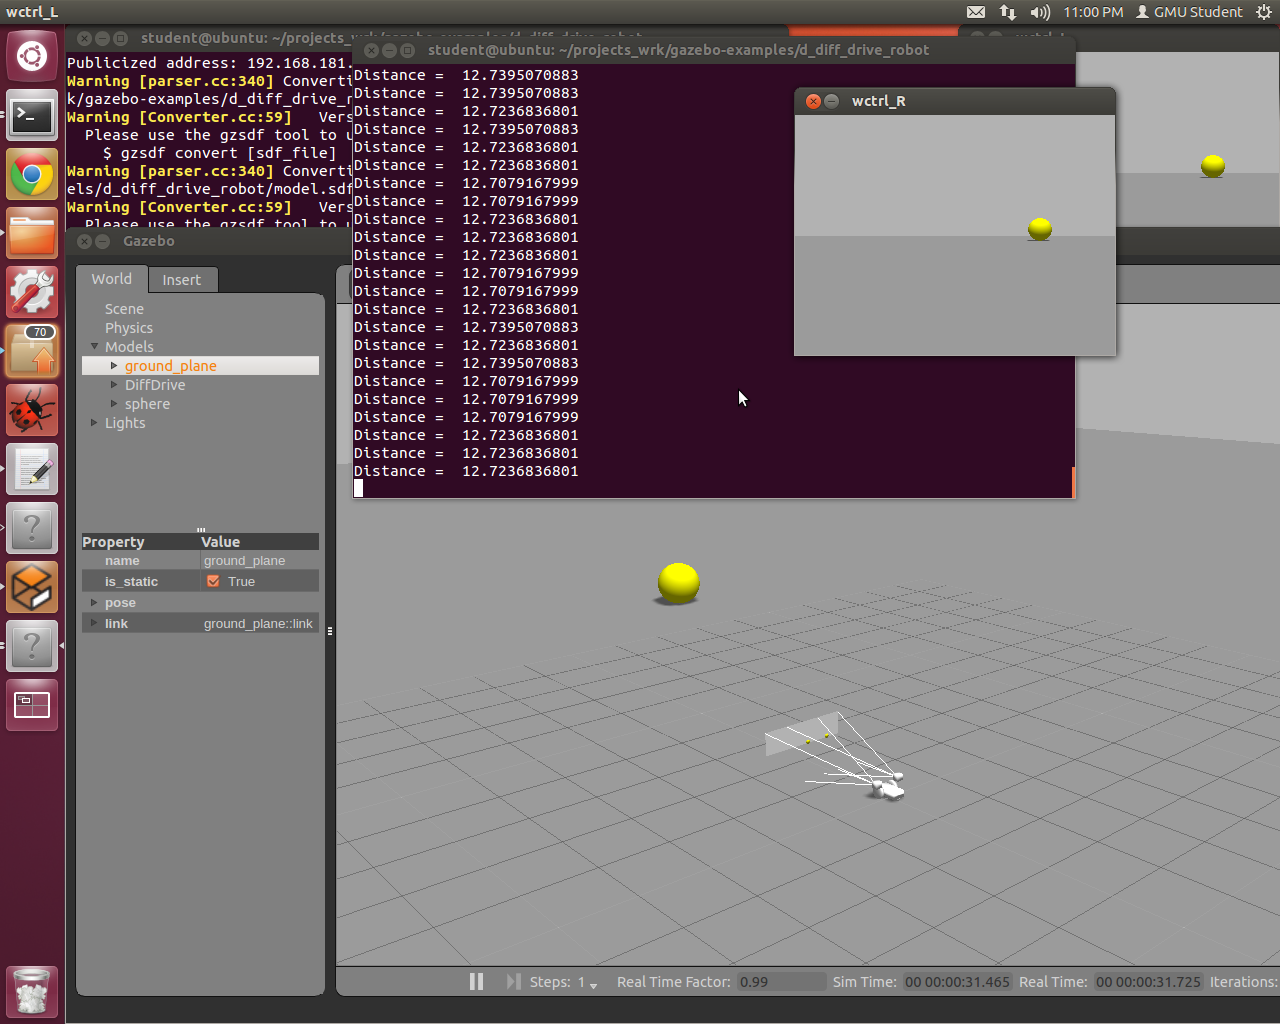 wctrl_L
11:00 PM
GMU Student
student@ubuntu: ~/projects_wrk/gazebo-examples/d_diff_drive_robot
Publicized address: 192.168.181.
Warning [parser.cc:340] Converti
k/gazebo-examples/d_diff_drive_r
Warning [Converter.cc:59] Vers
Please use the gzsdf tool to u
$ gzsdf convert [sdf_file]
Warning [parser.cc:340] Converti
els/d_diff_drive_robot/model.sdf
Warning [Converter.cc:59] Vers
Please use the gzsdf tool to u
student@ubuntu: ~/projects_wrk/gazebo-examples/d_diff_drive_robot
Distance = 12.7395070883
Distance = 12.7395070883
Distance = 12.7236836801
Distance = 12.7395070883
Distance = 12.7236836801
Distance = 12.7236836801
Distance = 12.7079167999
Distance = 12.7079167999
Distance = 12.7236836801
Distance = 12.7236836801
Distance = 12.7236836801
Distance = 12.7079167999
Distance = 12.7079167999
Distance = 12.7236836801
Distance = 12.7395070883
Distance = 12.7236836801
Distance = 12.7395070883
Distance = 12.7079167999
Distance = 12.7079167999
Distance = 12.7079167999
Distance = 12.7236836801
Distance = 12.7236836801
Distance = 12.7236836801
wctrl_R
70
Gazebo
World
Insert
Scene
Physics
Models
ground_plane
DiffDrive
sphere
Lights
Property Value
name ground_plane
is_static True
pose
link ground_plane::link
Steps: 1
Real Time Factor: 0.99
Sim Time: 00 00:00:31.465
Real Time: 00 00:00:31.725
Iterations: